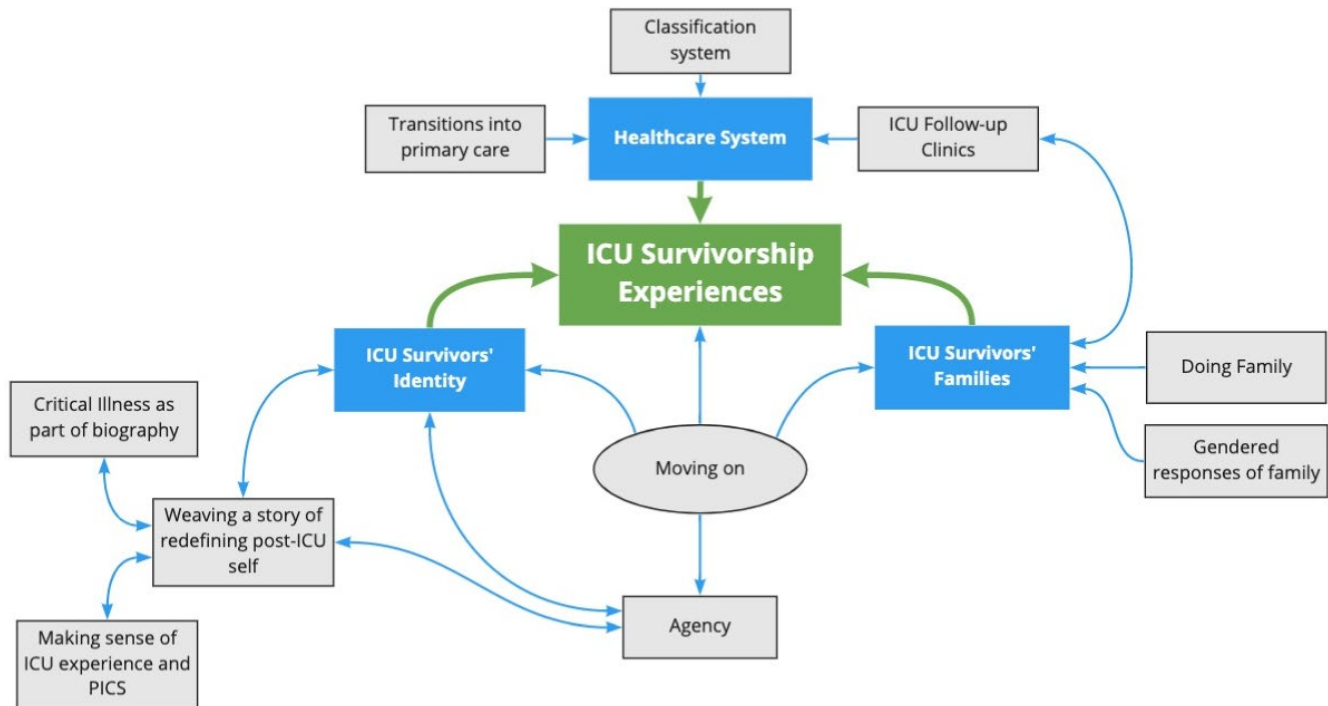 Classification
system
Transitions into
primary care
Healthcare System
ICU Follow-up
Clinics
ICU Survivorship
Experiences
ICU Survivors'
Identity
ICU Survivors'
Families
Doing Family
Critical Illness as
part of biography
Moving on
Gendered
responses of family
Weaving a story of
redefining post-ICU
self
Agency
Making sense of
ICU experience and
PICS